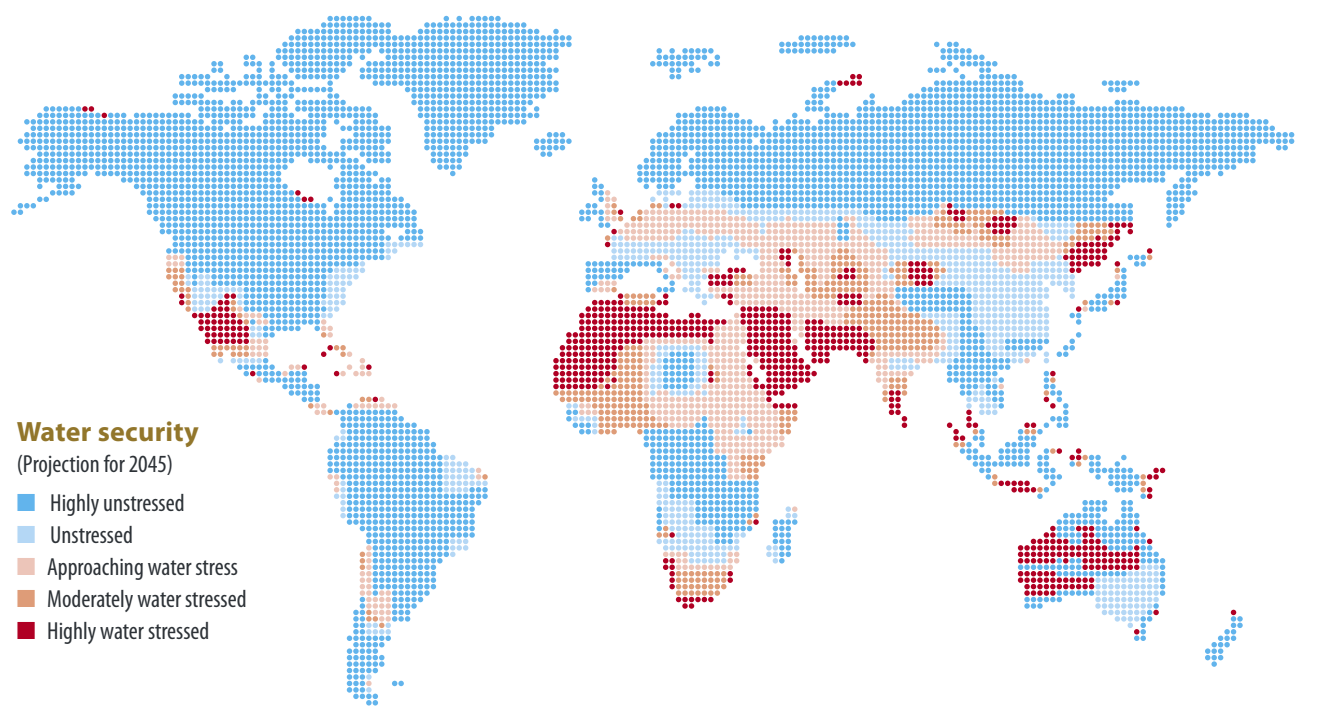 Water security
(Projection for 2045)
Highly unstressed
Unstressed
Approaching water stress
Moderately water stressed
Highly water stressed